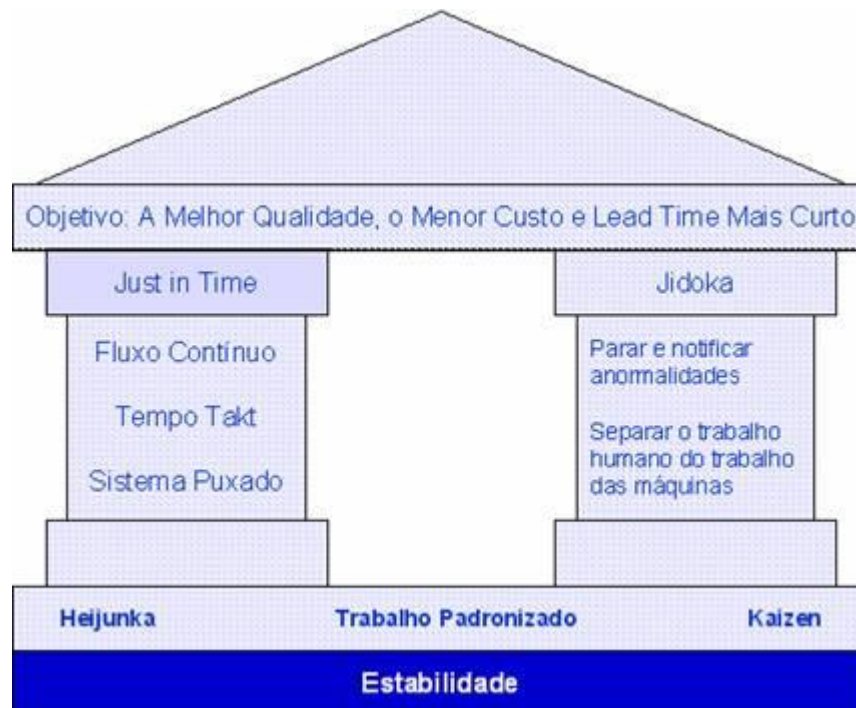 Objetivo: A Melhor Qualidade, o Menor Custo e Lead Time Mais Curto
Just in Time
Fluxo Contínuo
Tempo Takt
Sistema Puxado
Jidoka
Parar e notificar
anormalidades
Separar o trabalho
humano do trabalho
das máquinas
Heijunka
Trabalho Padronizado
Kaizen
Estabilidade